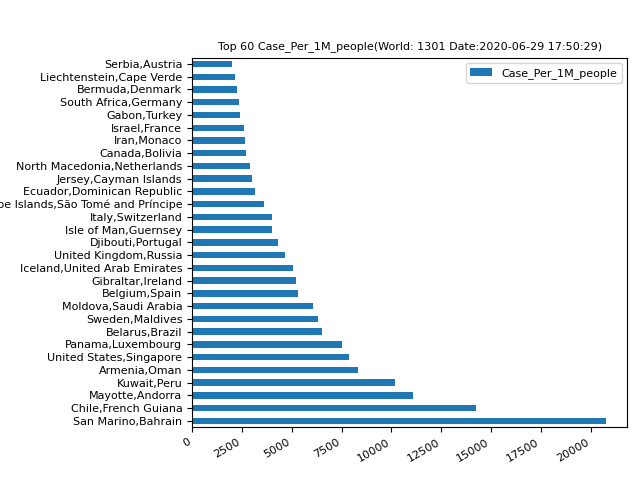 Top 60 Case_Per_1M_people(World: 1301 Date:2020-06-29 17:50:29)
Case_Per_1M_people
Serbia,Austria
Liechtenstein,Cape Verde
Bermuda,Denmark
South Africa,Germany
Gabon,Turkey
Israel,France
Iran,Monaco
Canada,Bolivia
North Macedonia,Netherlands
Jersey,Cayman Islands
Ecuador,Dominican Republic
Islands,São Tomé and Príncipe
Italy,Switzerland
Isle of Man,Guernsey
Djibouti,Portugal
United Kingdom,Russia
Iceland,United Arab Emirates
Gibraltar,Ireland
Belgium,Spain
Moldova,Saudi Arabia
Sweden,Maldives
Belarus,Brazil
Panama,Luxembourg
United States,Singapore
Armenia,Oman
Kuwait,Peru
Mayotte,Andorra
Chile,French Guiana
San Marino,Bahrain
0 2500 5000 7500 10000 12500 15000 17500 20000